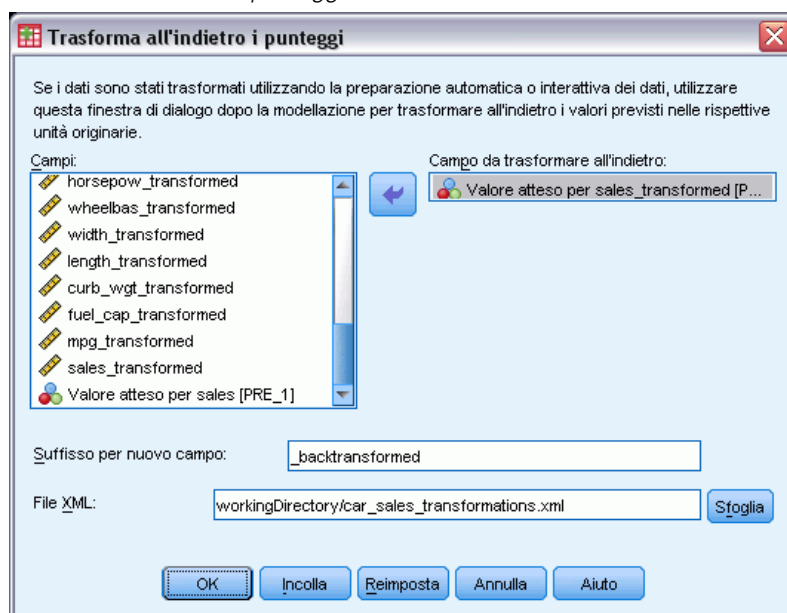 Trasforma all'indietro i punteggi
Se i dati sono stati trasformati utilizzando la preparazione automatica o interattiva dei dati, utilizzare
questa finestra di dialogo dopo la modellazione per trasformare all'indietro i valori previsti nelle rispettive
unità originarie.
Campi:
horsepow_transformed
wheelbas_transformed
width_transformed
length_transformed
curb_wgt_transformed
fuel_cap_transformed
mpg_transformed
sales_transformed
Valore atteso per sales [PRE_1]
Campo da trasformare all'indietro:
Valore atteso per sales_transformed [P...
Suffisso per nuovo campo:
_backtransformed
File XML:
workingDirectory/car_sales_transformations.xml
Sfoglia
OK
Incolla
Reimposta
Annulla
Aiuto